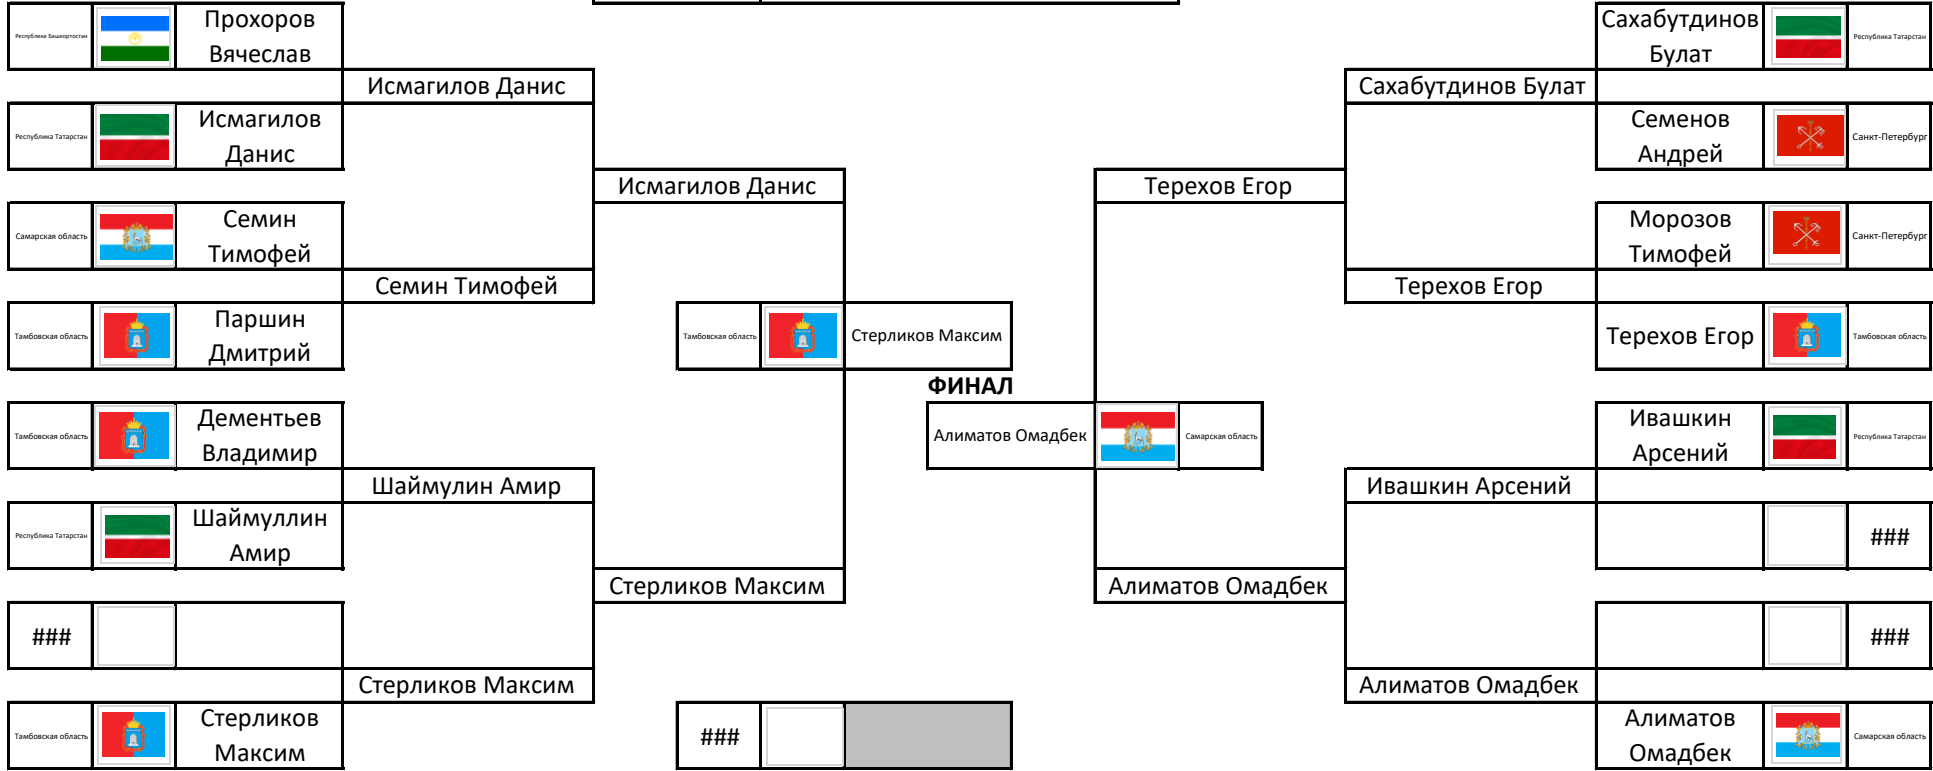 Республика Башкортостан
Прохоров
Вячеслав
Исмагилов Данис
Республика Татарстан
Исмагилов
Данис
Исмагилов Данис
Самарская область
Семин
Тимофей
Семин Тимофей
Тамбовская область
Паршин
Дмитрий
Тамбовская область
Стерликов Максим
Тамбовская область
Дементьев
Владимир
Шаймулин Амир
Республика Татарстан
Шаймуллин
Амир
Стерликов Максим
###
Стерликов Максим
Тамбовская область
Стерликов
Максим
###
ФИНАЛ
Алиматов Омадбек
Самарская область
Сахабутдинов
Булат
Республика Татарстан
Сахабутдинов Булат
Семенов
Андрей
Санкт-Петербург
Терехов Егор
Морозов
Тимофей
Санкт-Петербург
Терехов Егор
Терехов Егор
Тамбовская область
Ивашкин
Арсений
Республика Татарстан
Ивашкин Арсений
###
Алиматов Омадбек
###
Алиматов Омадбек
Алиматов
Омадбек
Самарская область